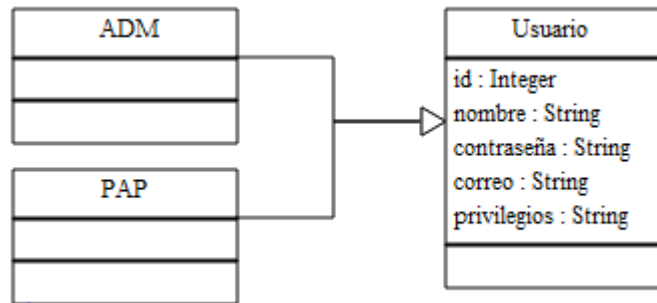 ADM
Usuario
id : Integer
nombre : String
contraseña : String
correo : String
privilegios : String
PAP